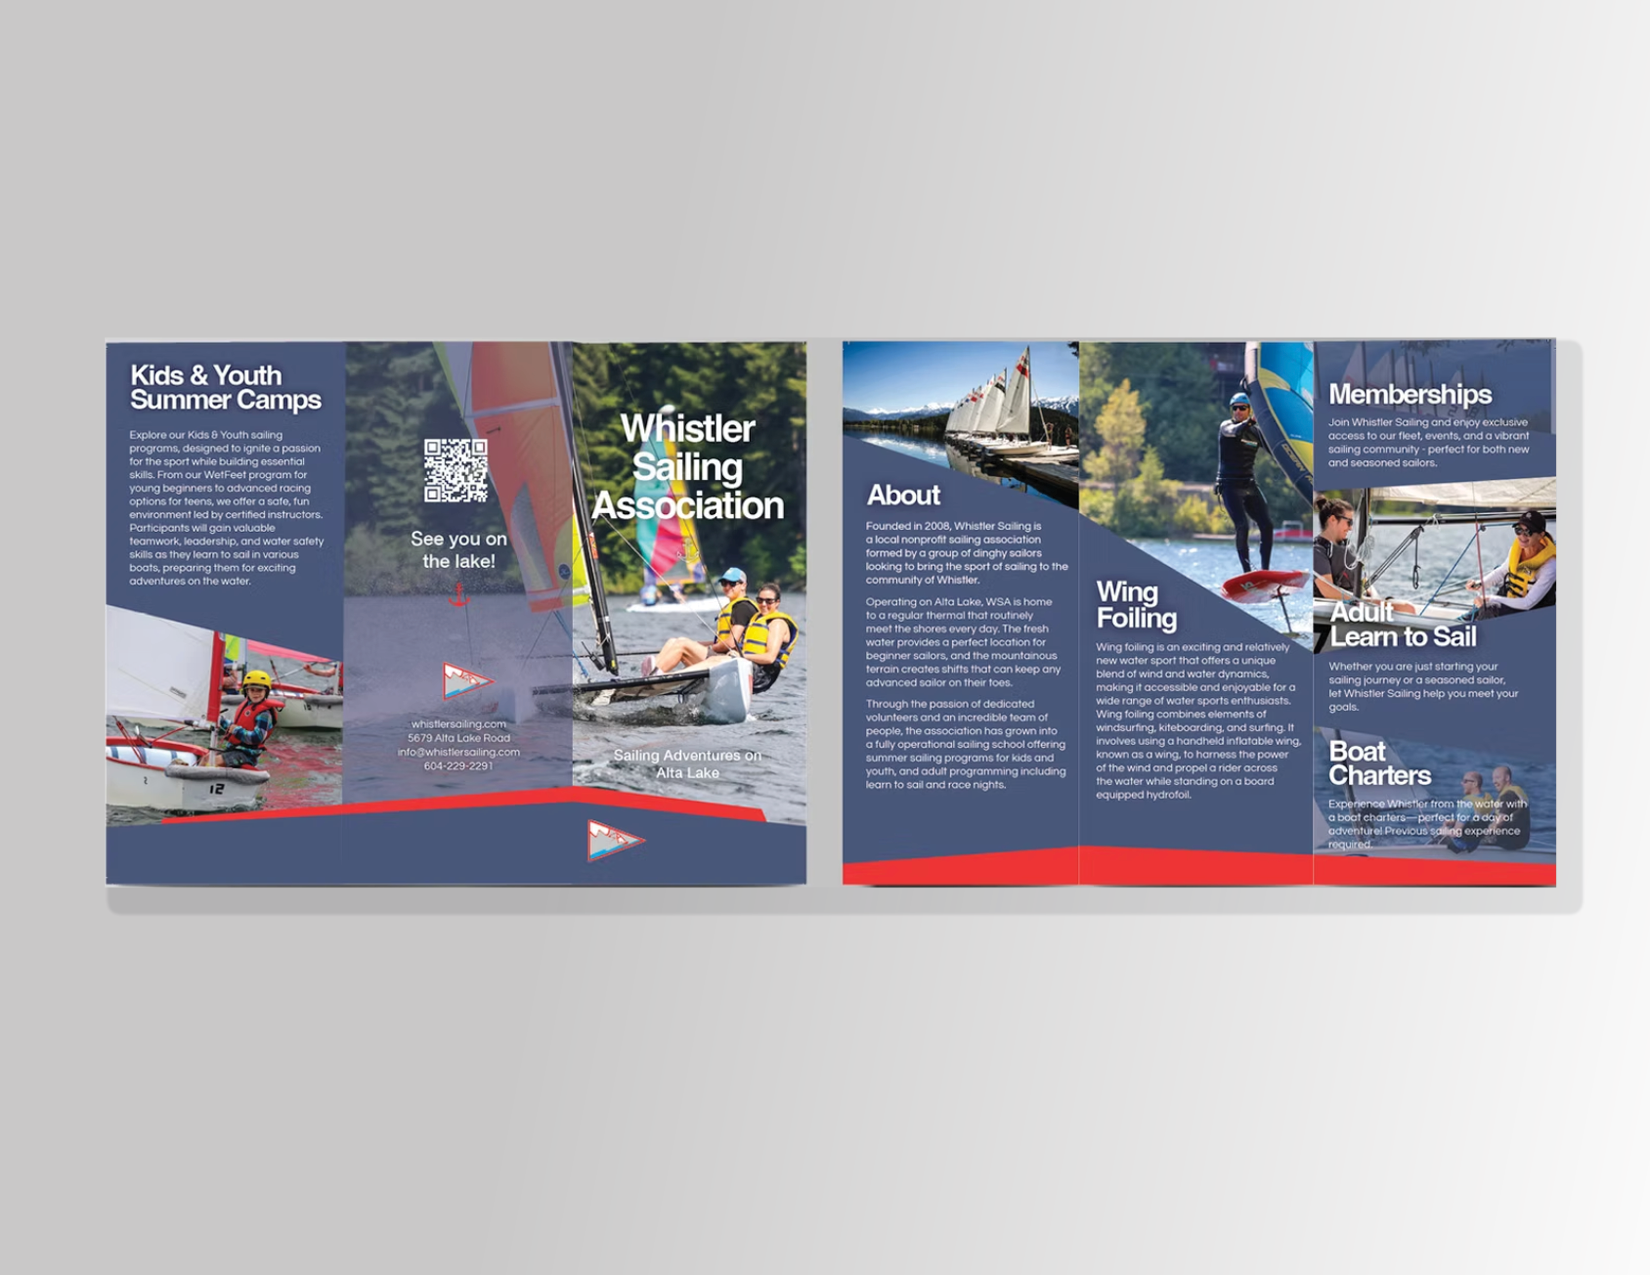 Kids & Youth
Summer Camps
Explore our Kids & Youth sailing
programs, designed to ignite a passion
for the sport while building essential
skills. From our WetFeet program for
young beginners to advanced racing
options for teens, we offer a safe, fun
environment led by certified instructors.
Participants will gain valuable
teamwork, leadership, and water safety
skills as they learn to sail in various
boats, preparing them for exciting
adventures on the water.
12
See you on
the lake!
whistlersailing.com
5679 Alta Lake Road
info@whistlersailing.com
604-229-2291
Whistler
Sailing
Association
Sailing Adventures on
Alta Lake
About
Founded in 2008, Whistler Sailing is
a local nonprofit sailing association
formed by a group of dinghy sailors
looking to bring the sport of sailing to the
community of Whistler.
Operating on Alta Lake, WSA is home
to a regular thermal that routinely
meet the shores every day. The fresh
water provides a perfect location for
beginner sailors, and the mountainous
terrain creates shifts that can keep any
advanced sailor on their toes.
Through the passion of dedicated
volunteers and an incredible team of
people, the association has grown into
a fully operational sailing school offering
summer sailing programs for kids and
youth, and adult programming including
learn to sail and race nights.
Wing
Foiling
Wing foiling is an exciting and relatively
new water sport that offers a unique
blend of wind and water dynamics,
making it accessible and enjoyable for a
wide range of water sports enthusiasts.
Wing foiling combines elements of
windsurfing, kiteboarding, and surfing. It
involves using a handheld inflatable wing,
known as a wing, to harness the power
of the wind and propel a rider across
the water while standing on a board
equipped hydrofoil.
Memberships
Join Whistler Sailing and enjoy exclusive
access to our fleet, events, and a vibrant
sailing community - perfect for both new
and seasoned sailors.
Adult
Learn to Sail
Whether you are just starting your
sailing journey or a seasoned sailor,
let Whistler Sailing help you meet your
goals.
Boat
Charters
Experience Whistler from the water with
a boat charters—perfect for a day of
adventure! Previous sailing experience
required.